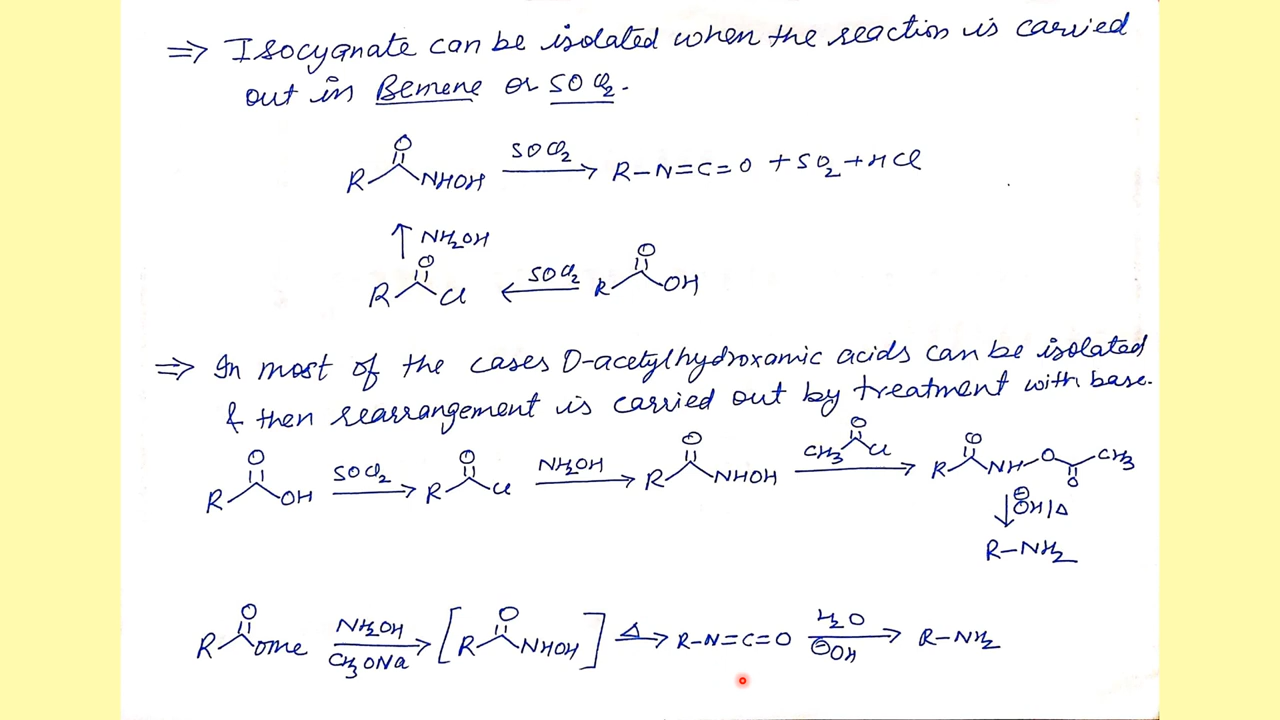 ⇒ Isocyanate can be isolated when the reaction is carried
out in Benzene or SOCl₂.
R–C(=O)–NHOH —SOCl₂→ R–N=C=O + SO₂ + HCl
↑ NH₂OH
R–C(=O)–Cl ←SOCl₂— R–C(=O)–OH
⇒ In most of the cases O-acetylhydroxamic acids can be isolated
& then rearrangement is carried out by treatment with base.
R–C(=O)–OH —SOCl₂→ R–C(=O)–Cl —NH₂OH→ R–C(=O)–NHOH —CH₃–C(=O)–Cl→ R–C(=O)–NH–O–C(=O)–CH₃
↓ ⊖OH/Δ
R–NH₂
R–C(=O)–OMe —NH₂OH / CH₃ONa→ [R–C(=O)–NHOH] —Δ→ R–N=C=O —H₂O / ⊖OH→ R–NH₂